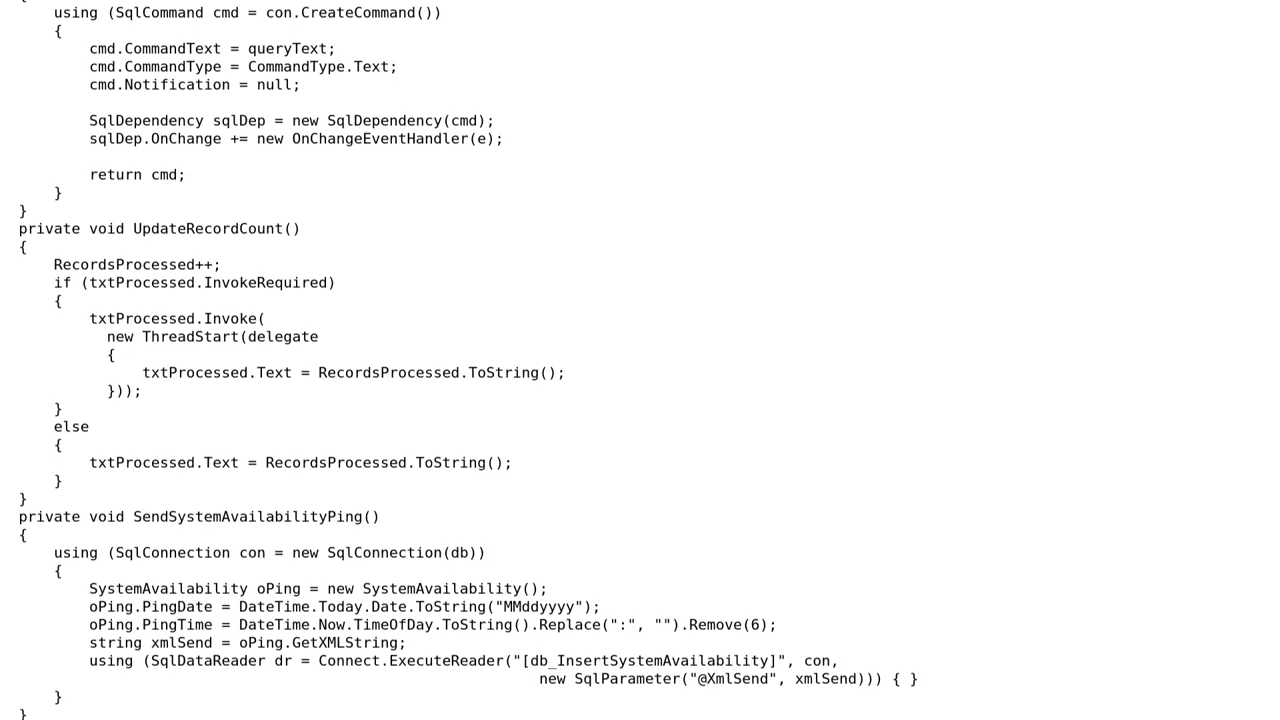 using (SqlCommand cmd = con.CreateCommand())
{
cmd.CommandText = queryText;
cmd.CommandType = CommandType.Text;
cmd.Notification = null;
SqlDependency sqlDep = new SqlDependency(cmd);
sqlDep.OnChange += new OnChangeEventHandler(e);
return cmd;
}
}
private void UpdateRecordCount()
{
RecordsProcessed++;
if (txtProcessed.InvokeRequired)
{
txtProcessed.Invoke(
new ThreadStart(delegate
{
txtProcessed.Text = RecordsProcessed.ToString();
}));
}
else
{
txtProcessed.Text = RecordsProcessed.ToString();
}
}
private void SendSystemAvailabilityPing()
{
using (SqlConnection con = new SqlConnection(db))
{
SystemAvailability oPing = new SystemAvailability();
oPing.PingDate = DateTime.Today.Date.ToString("MMddyyyy");
oPing.PingTime = DateTime.Now.TimeOfDay.ToString().Replace(":", "").Remove(6);
string xmlSend = oPing.GetXMLString;
using (SqlDataReader dr = Connect.ExecuteReader("[db_InsertSystemAvailability]", con,
new SqlParameter("@XmlSend", xmlSend))) { }
}
}